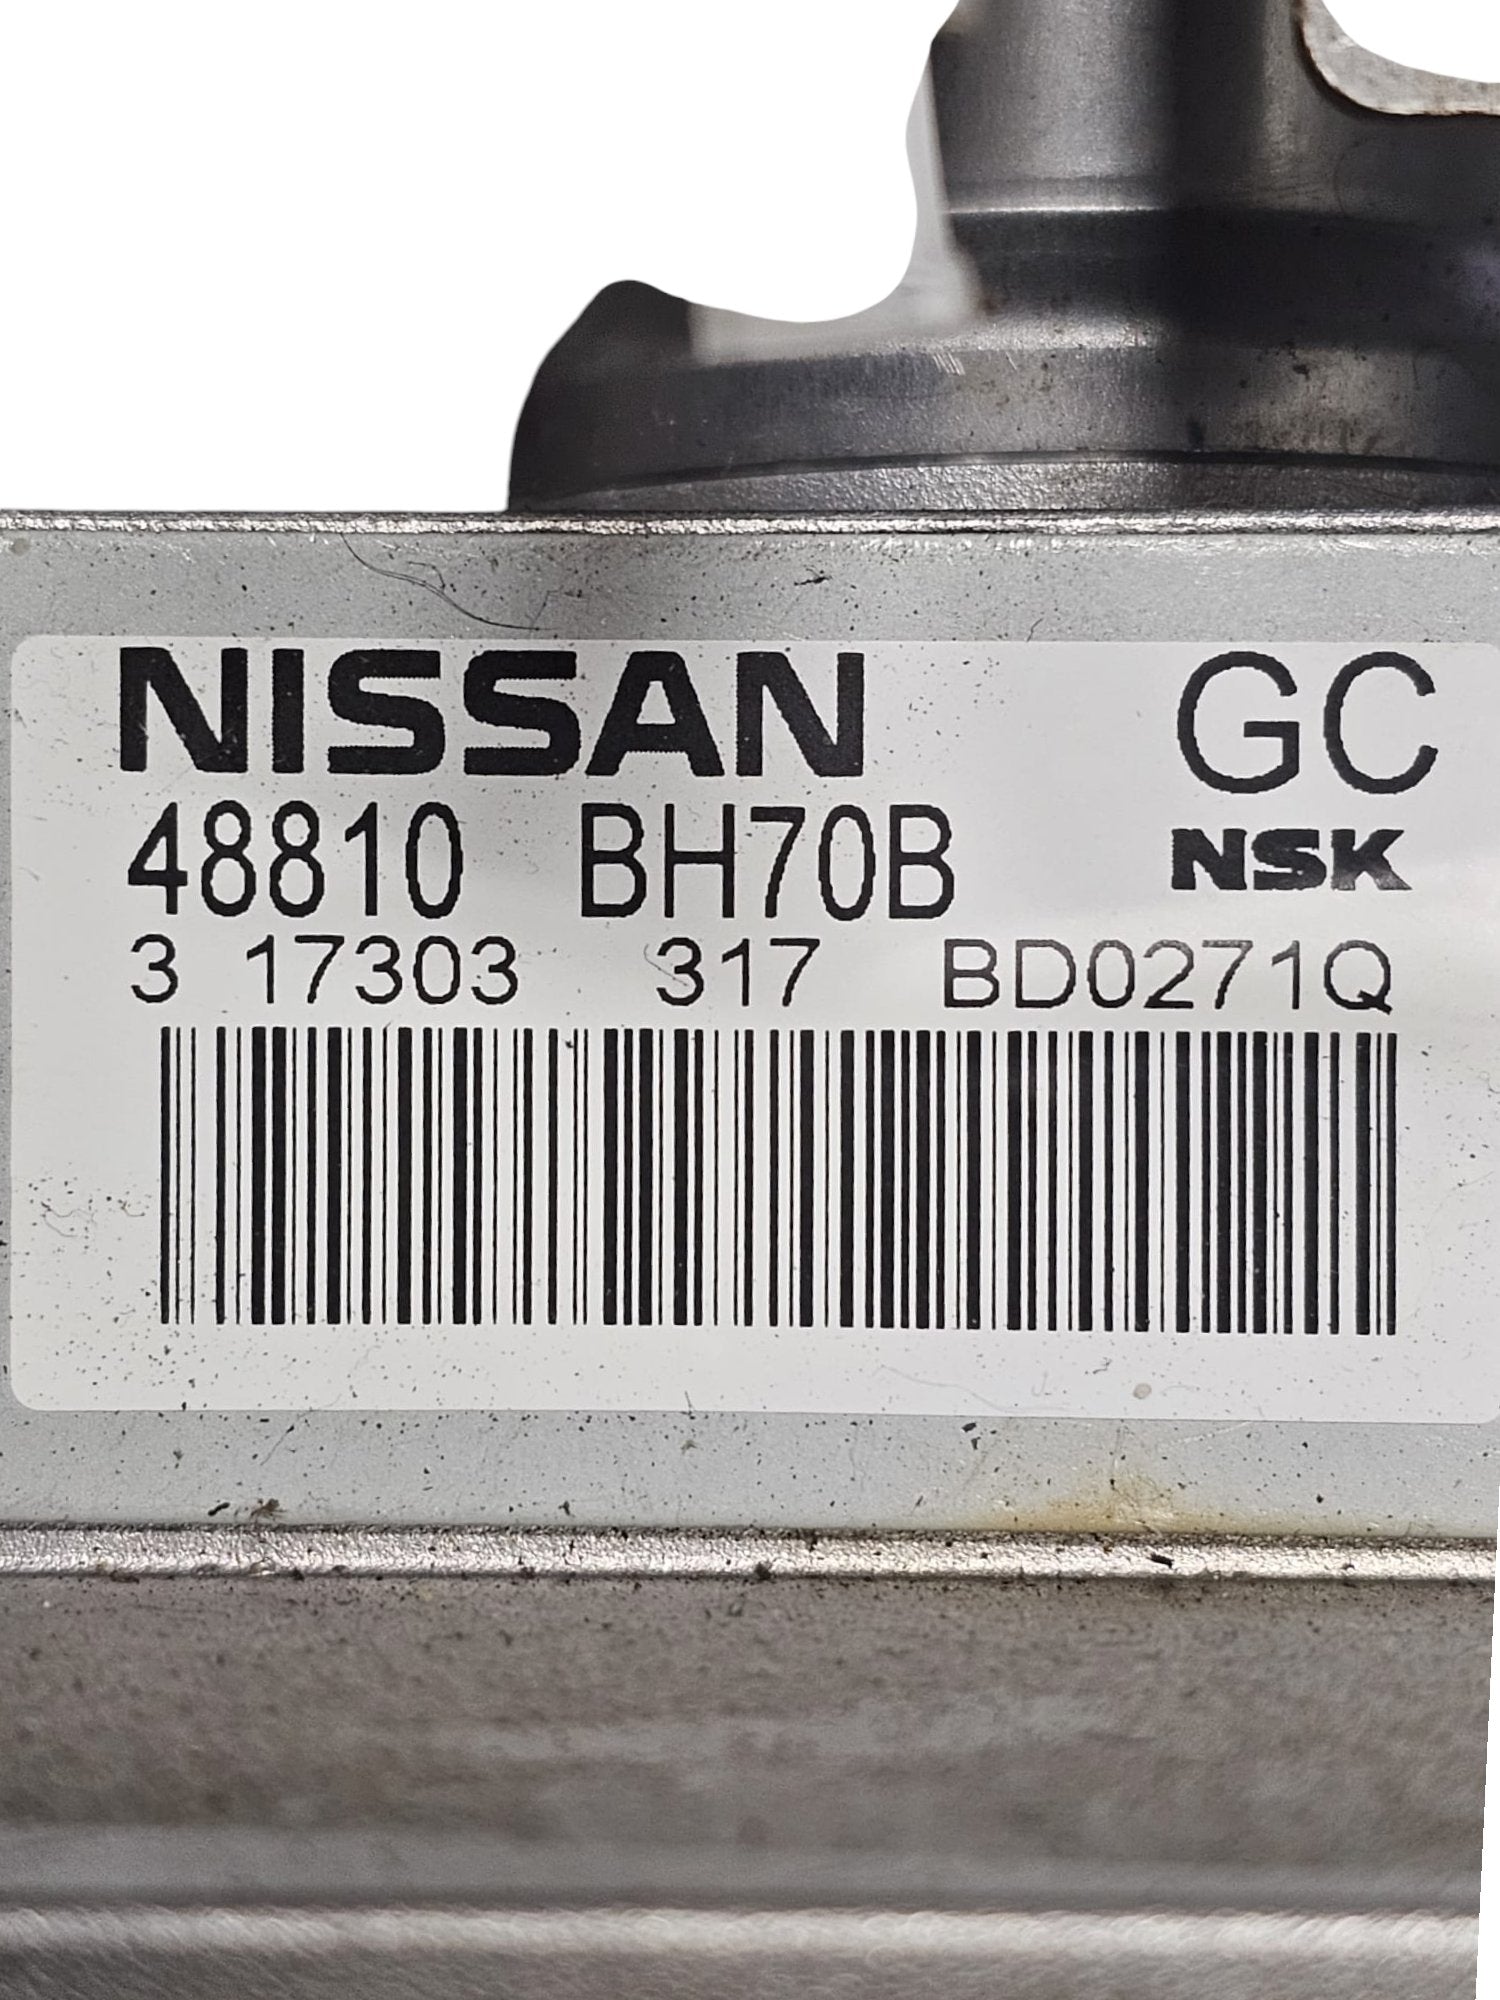 NISSAN GC
48810 BH70B NSK
3 17303 317 BD0271Q